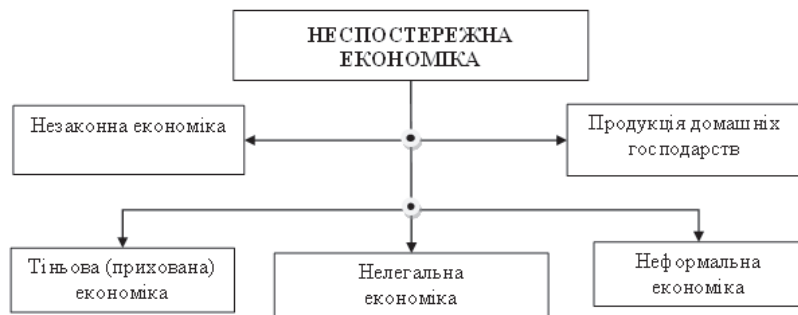 НЕСПОСТЕРЕЖНА
ЕКОНОМІКА
Незаконна економіка
Продукція домашніх
господарств
Тіньова (прихована)
економіка
Нелегальна
економіка
Неформальна
економіка